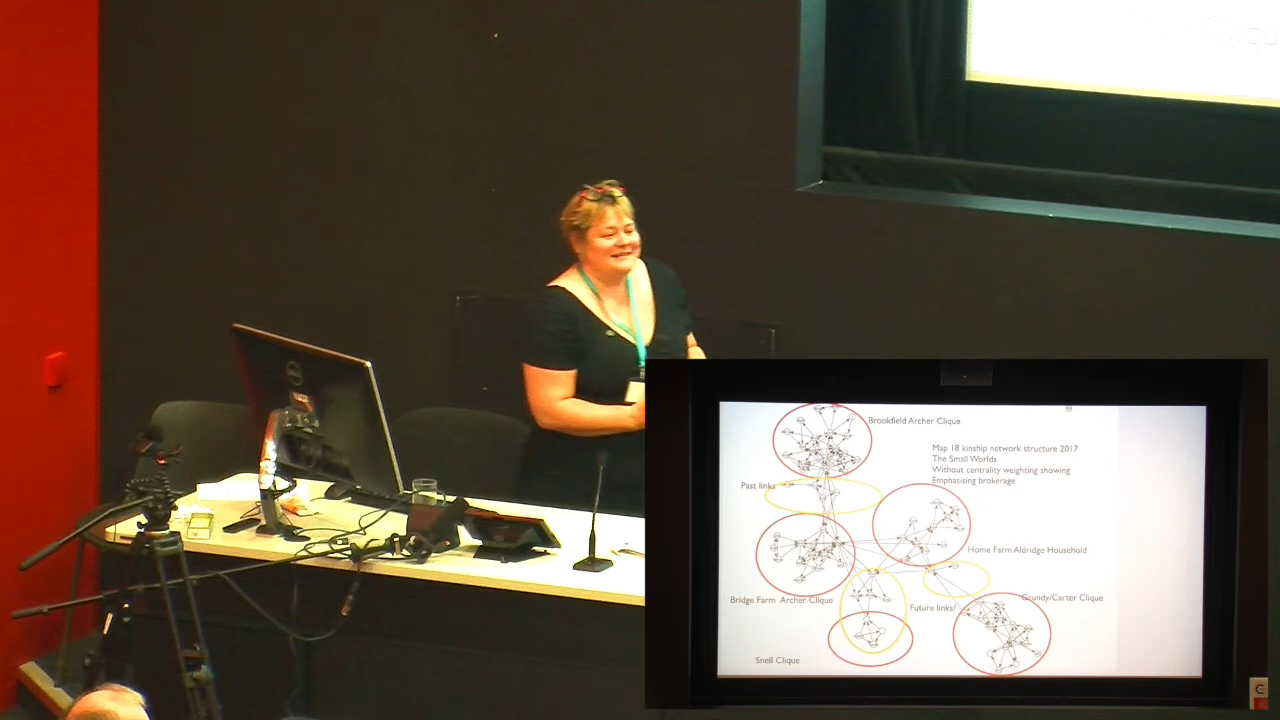 Brookfield Archer Clique
Map 18 kinship network structure 2017
The Small Worlds
Without centrality weighting showing
Emphasising brokerage
Past links
Home Farm Aldridge Household
Bridge Farm Archer Clique
Future links?
Grundy/Carter Clique
Snell Clique